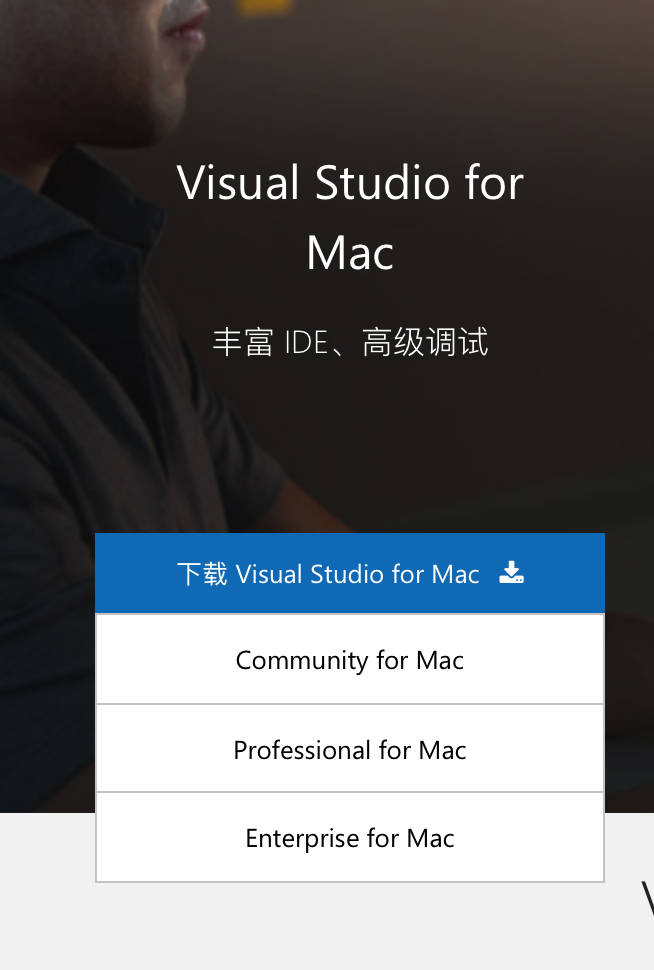 Visual Studio for
Mac
丰富 IDE、高级调试
下载 Visual Studio for Mac
Community for Mac
Professional for Mac
Enterprise for Mac